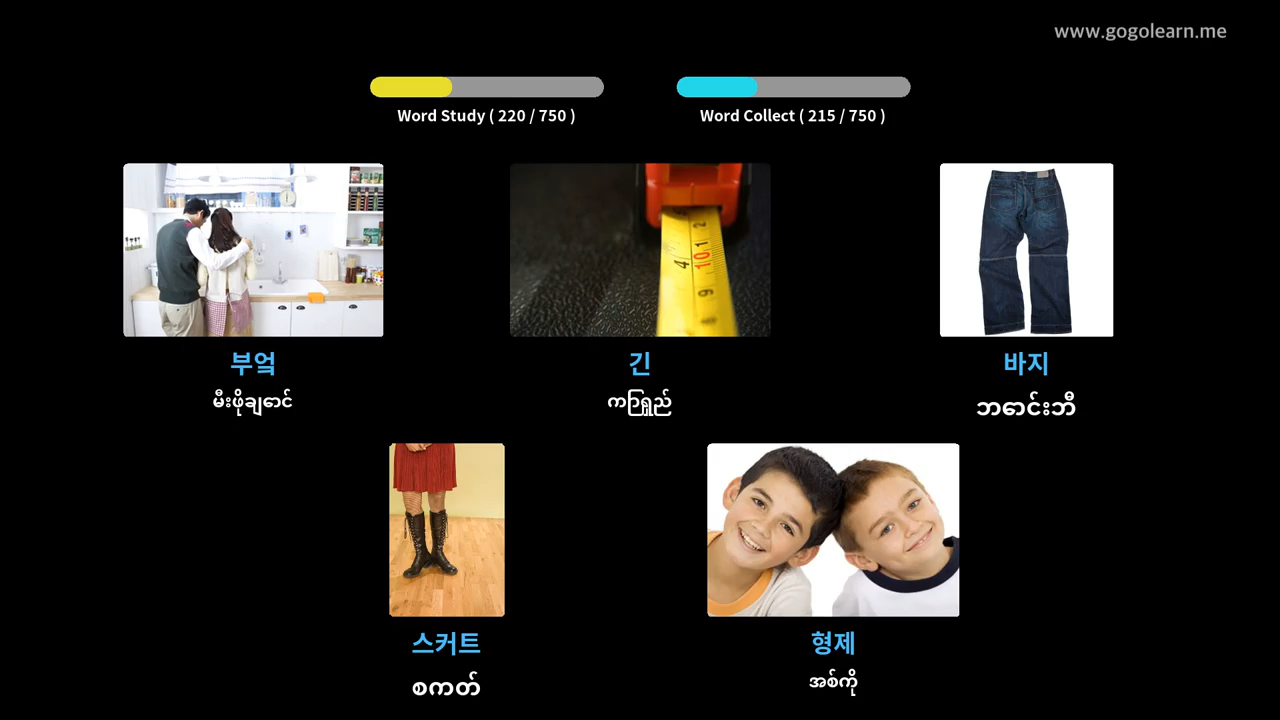 www.gogolearn.me
Word Study ( 220 / 750 )
Word Collect ( 215 / 750 )
부엌
긴
바지
မီးဖိုချောင်
ကြာရှည်
ဘောင်းဘီ
스커트
형제
စကတ်
အစ်ကို